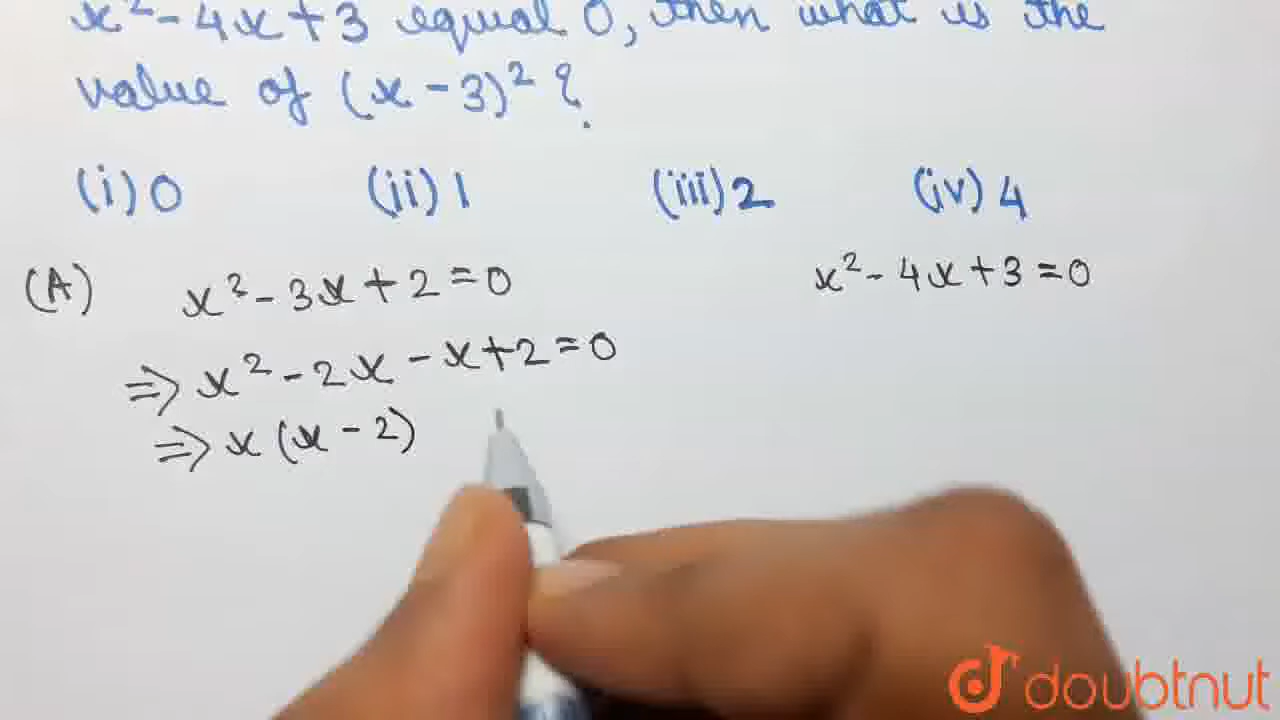 x² - 4x + 3 equal 0, then what is the
value of (x - 3)² ?
(i) 0 (ii) 1 (iii) 2 (iv) 4
(A) x² - 3x + 2 = 0 x² - 4x + 3 = 0
⇒ x² - 2x - x + 2 = 0
⇒ x (x - 2)
doubtnut